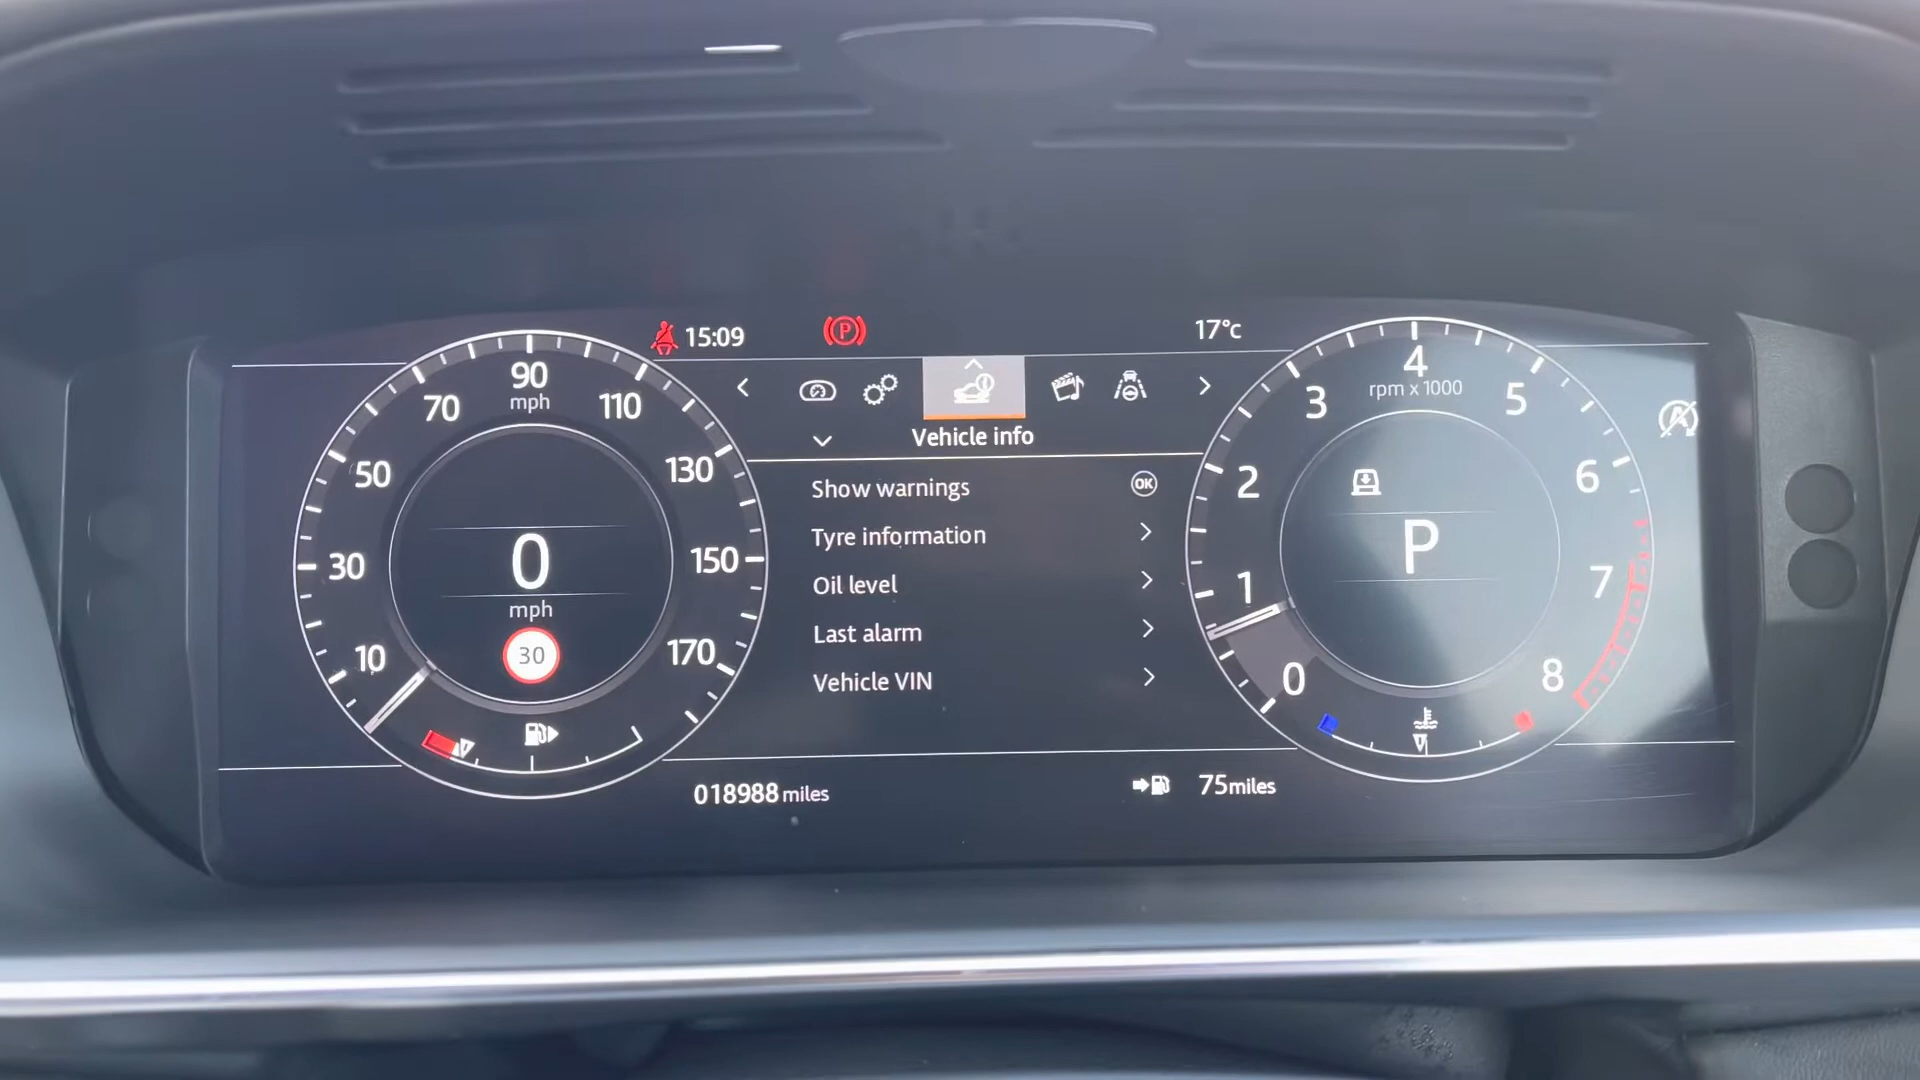 15:09
P
17°c
90
mph
70
110
50
130
30
150
10
170
0
mph
30
Vehicle info
Show warnings
OK
Tyre information
Oil level
Last alarm
Vehicle VIN
4
rpm x 1000
3
5
2
6
1
7
0
8
P
A
018988 miles
75 miles